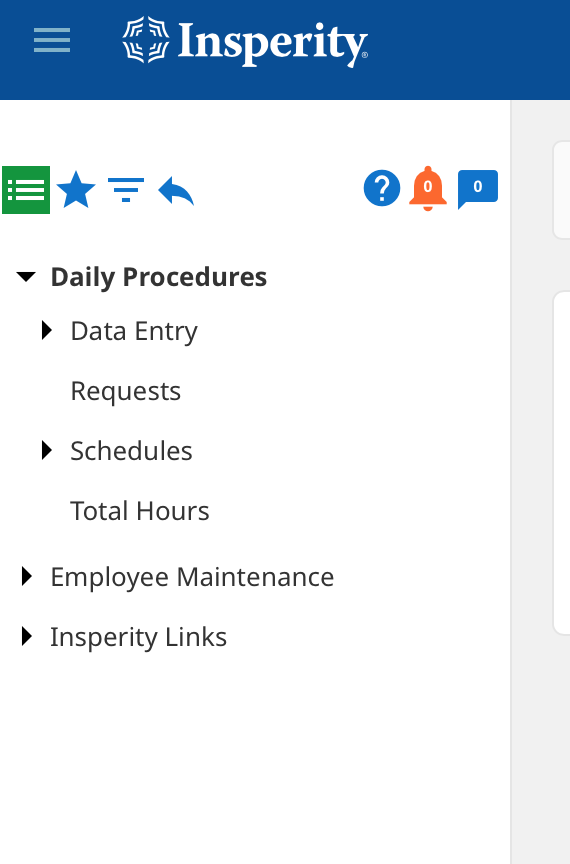 Insperity®
? 0 0
Daily Procedures
Data Entry
Requests
Schedules
Total Hours
Employee Maintenance
Insperity Links